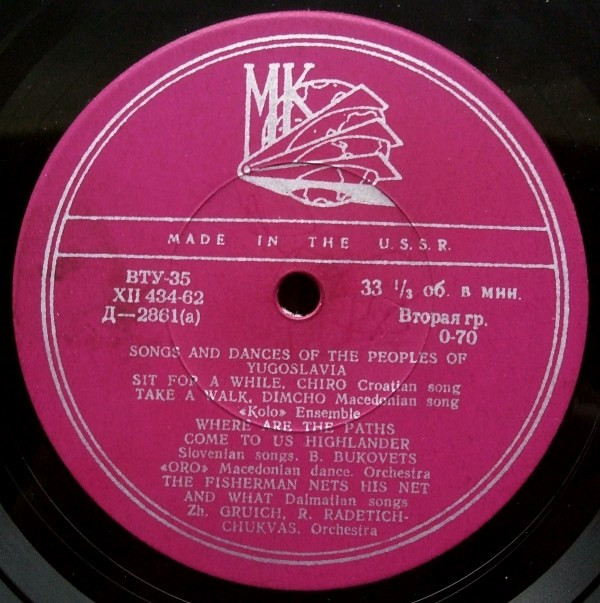 МК
MADE IN THE U.S.S.R.
ВТУ-35
XII 434-62
Д—2861(а)
33 1/3 об. в мин.
Вторая гр.
0-70
SONGS AND DANCES OF THE PEOPLES OF
YUGOSLAVIA
SIT FOR A WHILE, CHIRO Croatian song
TAKE A WALK, DIMCHO Macedonian song
«Kolo» Ensemble
WHERE ARE THE PATHS
COME TO US HIGHLANDER
Slovenian songs. B. BUKOVETS
«ORO» Macedonian dance. Orchestra
THE FISHERMAN NETS HIS NET
AND WHAT Dalmatian songs
Zh. GRUICH, R. RADETICH-
CHUKVAS. Orchestra